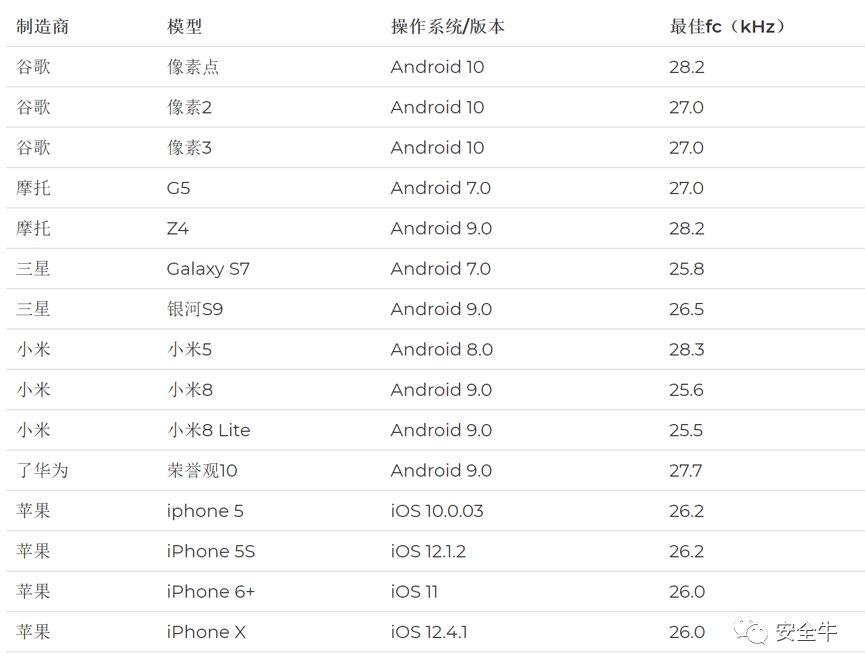 制造商 模型 操作系统/版本 最佳fc（kHz）
谷歌 像素点 Android 10 28.2
谷歌 像素2 Android 10 27.0
谷歌 像素3 Android 10 27.0
摩托 G5 Android 7.0 27.0
摩托 Z4 Android 9.0 28.2
三星 Galaxy S7 Android 7.0 25.8
三星 银河S9 Android 9.0 26.5
小米 小米5 Android 8.0 28.3
小米 小米8 Android 9.0 25.6
小米 小米8 Lite Android 9.0 25.5
了华为 荣誉观10 Android 9.0 27.7
苹果 iphone 5 iOS 10.0.03 26.2
苹果 iPhone 5S iOS 12.1.2 26.2
苹果 iPhone 6+ iOS 11 26.0
苹果 iPhone X iOS 12.4.1 26.0
安全牛